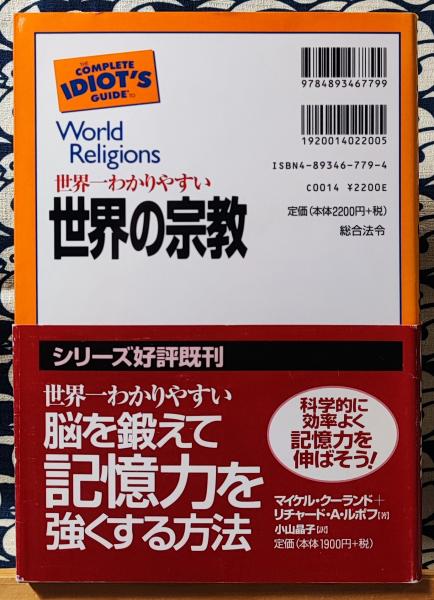 THE
COMPLETE
IDIOT'S
GUIDE® TO
World
Religions
世界一わかりやすい
世界の宗教
9784893467799
1920014022005
ISBN4-89346-779-4
C0014 ¥2200E
定価(本体2200円+税)
総合法令
シリーズ好評既刊
世界一わかりやすい
脳を鍛えて
記憶力を
強くする方法
科学的に
効率よく
記憶力を
伸ばそう!
マイケル・クーランド+
リチャード・A・ルポフ[著]
小山晶子[訳]
定価(本体1900円+税)